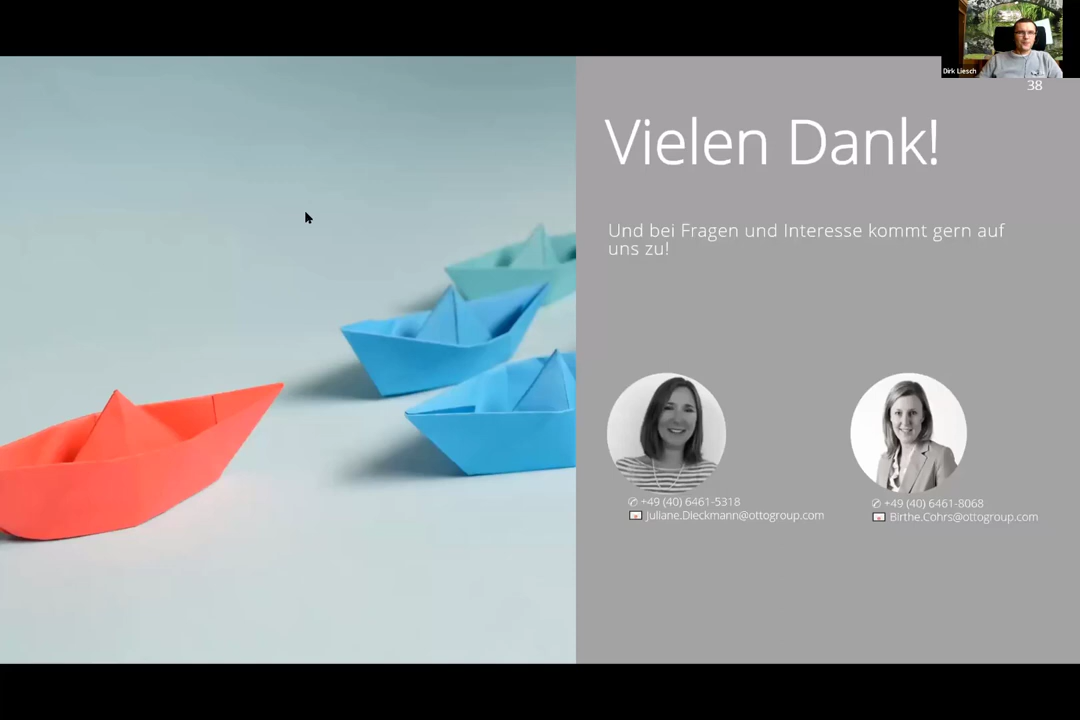 Dirk Liesch
38
Vielen Dank!
Und bei Fragen und Interesse kommt gern auf
uns zu!
✆ +49 (40) 6461-5318
Juliane.Dieckmann@ottogroup.com
✆ +49 (40) 6461-8068
Birthe.Cohrs@ottogroup.com